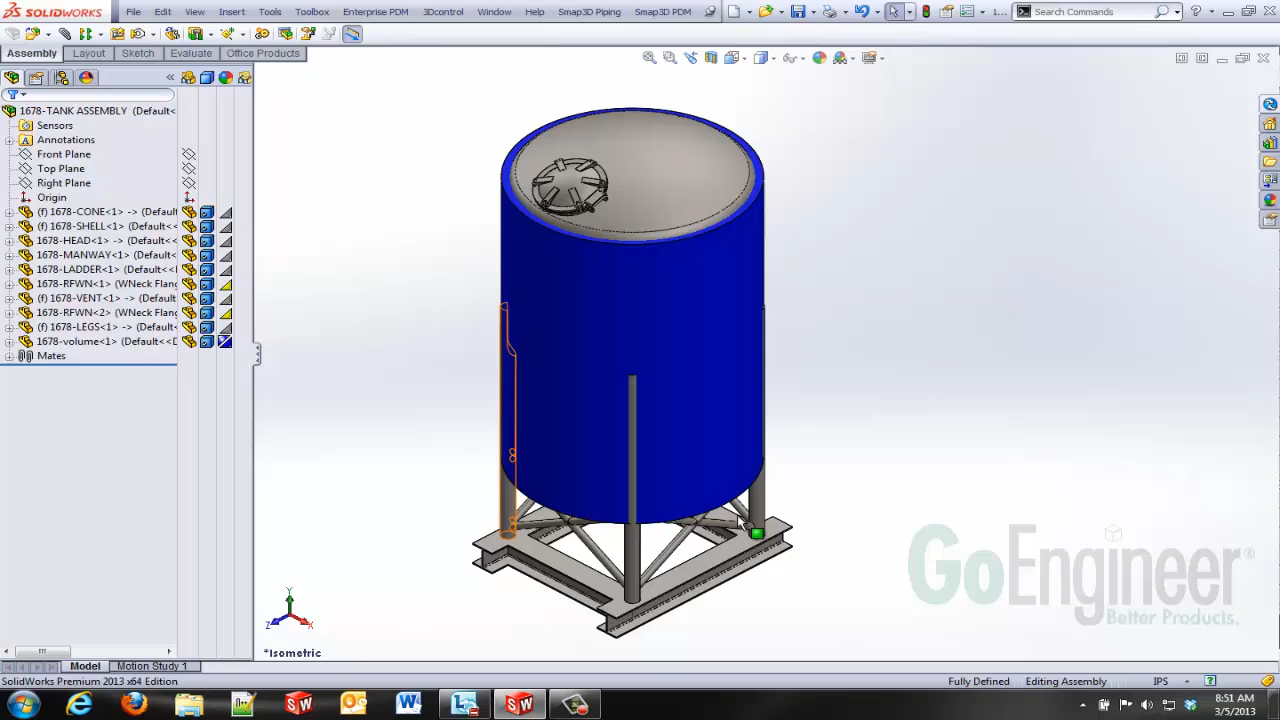 SOLIDWORKS File Edit View Insert Tools Toolbox Enterprise PDM 3Dcontrol Window Help Smap3D Piping Smap3D PDM L... Search Commands
Assembly Layout Sketch Evaluate Office Products
1678-TANK ASSEMBLY (Default<
Sensors
Annotations
Front Plane
Top Plane
Right Plane
Origin
(f) 1678-CONE<1> -> (Default
(f) 1678-SHELL<1> -> (Default
1678-HEAD<1> -> (Default<<
1678-MANWAY<1> (Default<<
1678-LADDER<1> (Default<<D
1678-RFWN<1> (WNeck Flang
(f) 1678-VENT<1> -> (Default
1678-RFWN<2> (WNeck Flang
(f) 1678-LEGS<1> -> (Default
1678-volume<1> (Default<<D
Mates
GoEngineer®
Better Products.
Y
Z X
*Isometric
Model Motion Study 1
SolidWorks Premium 2013 x64 Edition Fully Defined Editing Assembly IPS
8:51 AM
3/5/2013